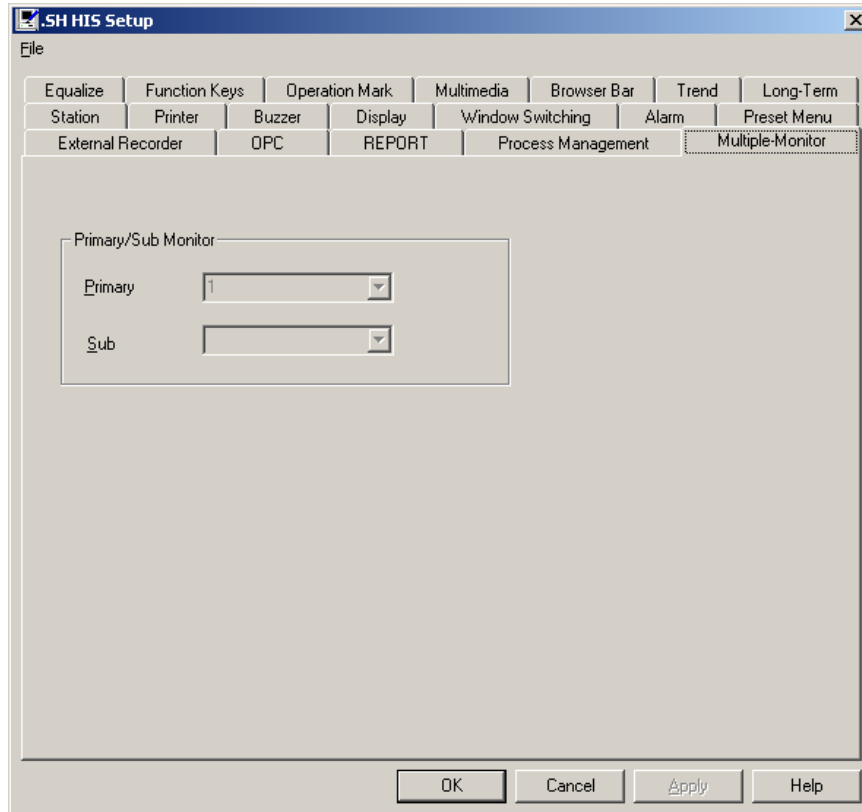 .SH HIS Setup
File
Equalize Function Keys Operation Mark Multimedia Browser Bar Trend Long-Term
Station Printer Buzzer Display Window Switching Alarm Preset Menu
External Recorder OPC REPORT Process Management Multiple-Monitor
Primary/Sub Monitor
Primary 1
Sub
OK Cancel Apply Help